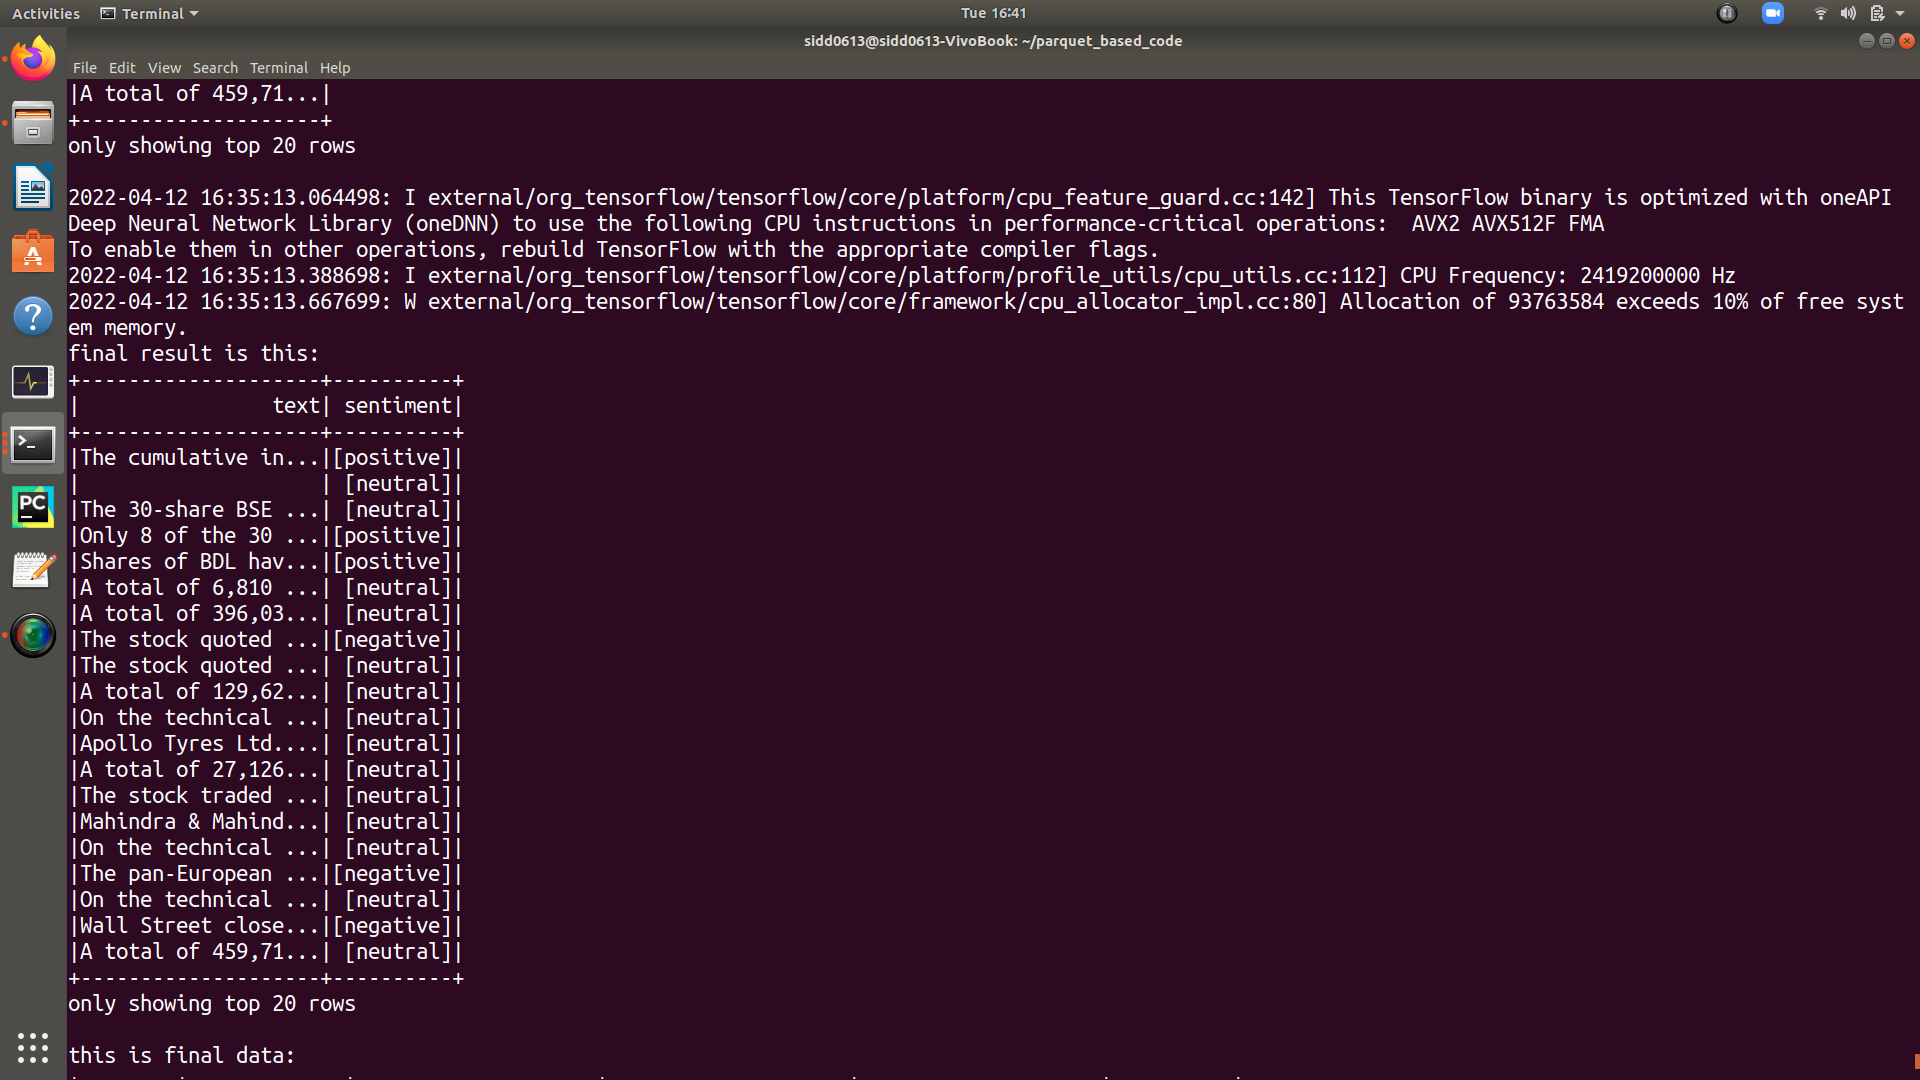 Activities Terminal Tue 16:41
sidd0613@sidd0613-VivoBook: ~/parquet_based_code
File Edit View Search Terminal Help
|A total of 459,71...|
+--------------------+
only showing top 20 rows
2022-04-12 16:35:13.064498: I external/org_tensorflow/tensorflow/core/platform/cpu_feature_guard.cc:142] This TensorFlow binary is optimized with oneAPI
Deep Neural Network Library (oneDNN) to use the following CPU instructions in performance-critical operations:  AVX2 AVX512F FMA
To enable them in other operations, rebuild TensorFlow with the appropriate compiler flags.
2022-04-12 16:35:13.388698: I external/org_tensorflow/tensorflow/core/platform/profile_utils/cpu_utils.cc:112] CPU Frequency: 2419200000 Hz
2022-04-12 16:35:13.667699: W external/org_tensorflow/tensorflow/core/framework/cpu_allocator_impl.cc:80] Allocation of 93763584 exceeds 10% of free syst
em memory.
final result is this:
+--------------------+----------+
|                text| sentiment|
+--------------------+----------+
|The cumulative in...|[positive]|
|                    | [neutral]|
|The 30-share BSE ...| [neutral]|
|Only 8 of the 30 ...|[positive]|
|Shares of BDL hav...|[positive]|
|A total of 6,810 ...| [neutral]|
|A total of 396,03...| [neutral]|
|The stock quoted ...|[negative]|
|The stock quoted ...| [neutral]|
|A total of 129,62...| [neutral]|
|On the technical ...| [neutral]|
|Apollo Tyres Ltd....| [neutral]|
|A total of 27,126...| [neutral]|
|The stock traded ...| [neutral]|
|Mahindra & Mahind...| [neutral]|
|On the technical ...| [neutral]|
|The pan-European ...|[negative]|
|On the technical ...| [neutral]|
|Wall Street close...|[negative]|
|A total of 459,71...| [neutral]|
+--------------------+----------+
only showing top 20 rows
this is final data:
PC